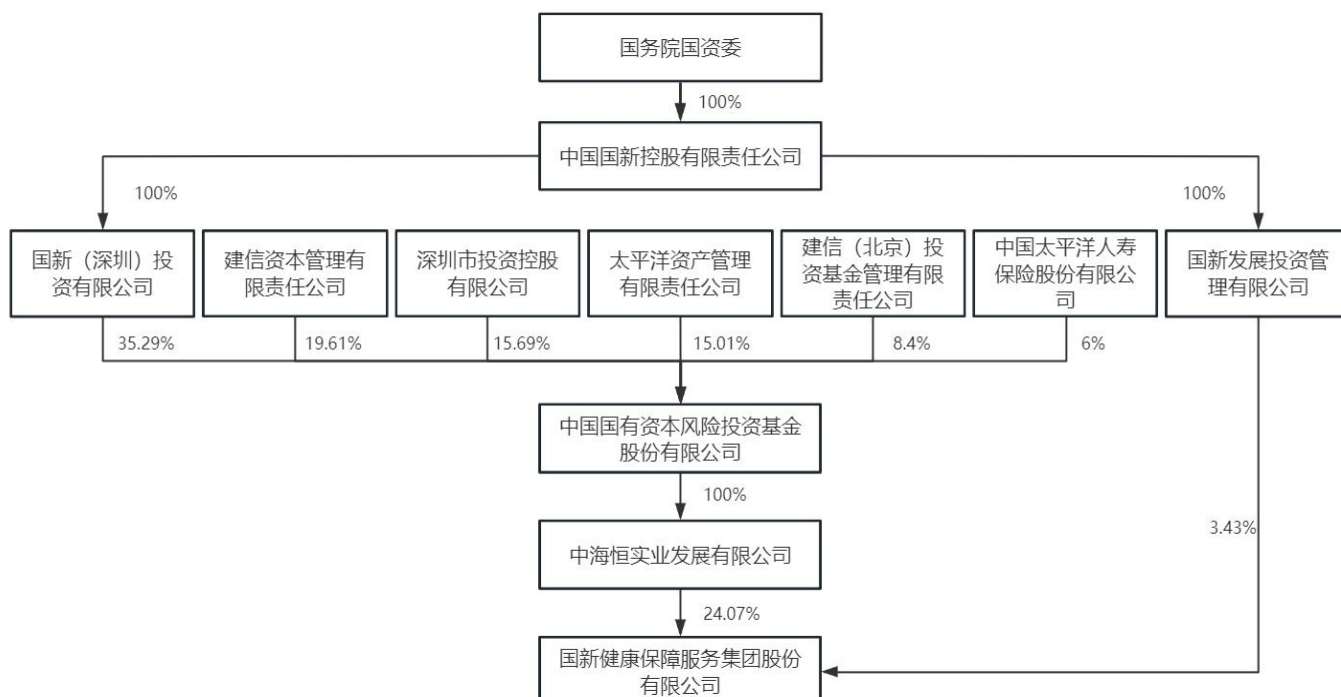 国务院国资委
100%
中国国新控股有限责任公司
100%
100%
国新（深圳）投
资有限公司
建信资本管理有
限责任公司
深圳市投资控股
有限公司
太平洋资产管理
有限责任公司
建信（北京）投
资基金管理有限
责任公司
中国太平洋人寿
保险股份有限公
司
国新发展投资管
理有限公司
35.29%
19.61%
15.69%
15.01%
8.4%
6%
中国国有资本风险投资基金
股份有限公司
100%
3.43%
中海恒实业发展有限公司
24.07%
国新健康保障服务集团股份
有限公司